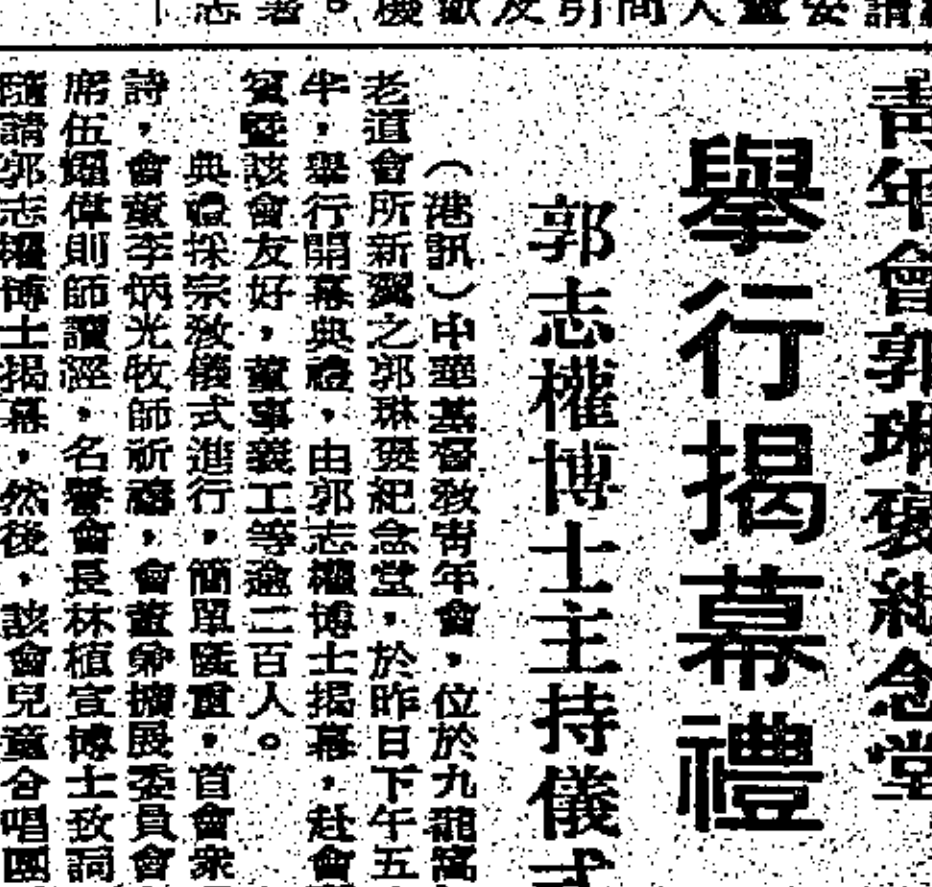 青年會郭琳褒紀念堂
舉行揭幕禮
郭志權博士主持儀式
（港訊）中華基督教青年會，位於九龍窩
老道會所新翼之郭琳褒紀念堂，於昨日下午五
半，舉行開幕典禮，由郭志權博士揭幕，赴會
賓暨該會友好，董事義工等逾二百人。
典禮採宗教儀式進行，簡單隆重，首會衆
詩，會董李炳光牧師祈禱，會董兼擴展委員會
席伍偉則師讀經，名譽會長林植宣博士致詞
隨請郭志權博士揭幕，然後，該會兒童合唱團